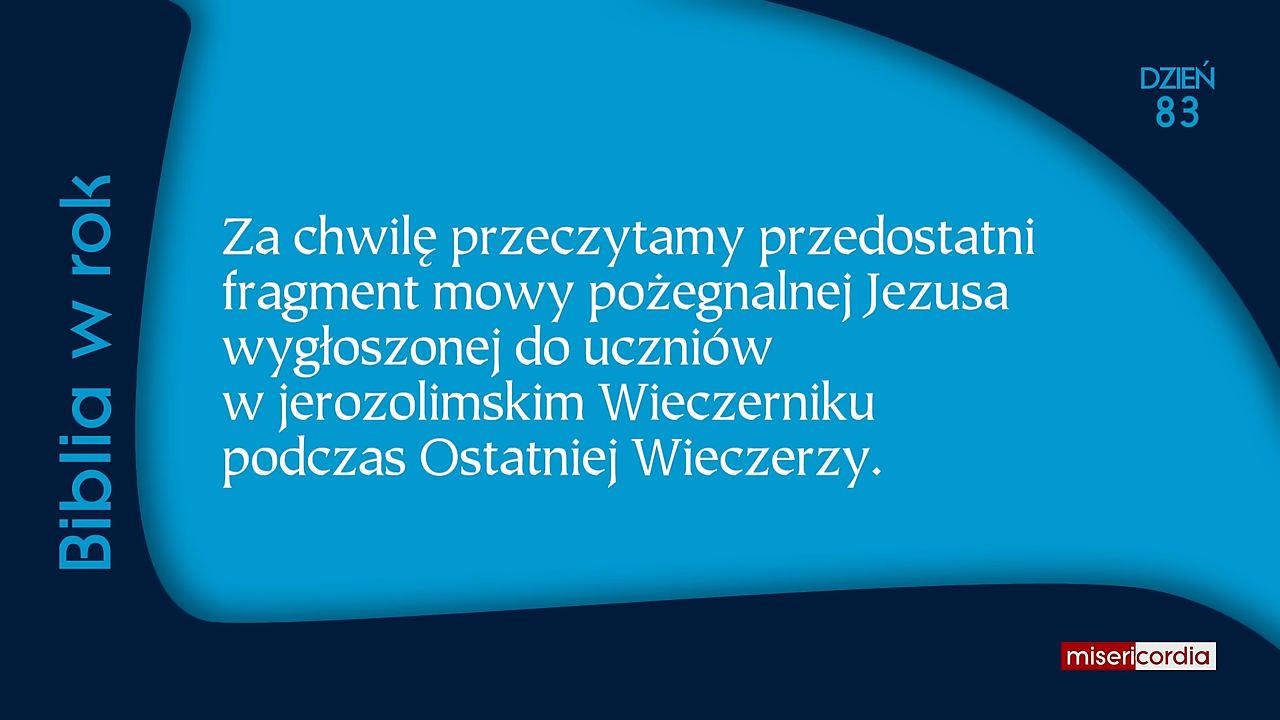 DZIEŃ
83
Biblia w rok
Za chwilę przeczytamy przedostatni
fragment mowy pożegnalnej Jezusa
wygłoszonej do uczniów
w jerozolimskim Wieczerniku
podczas Ostatniej Wieczerzy.
misericordia